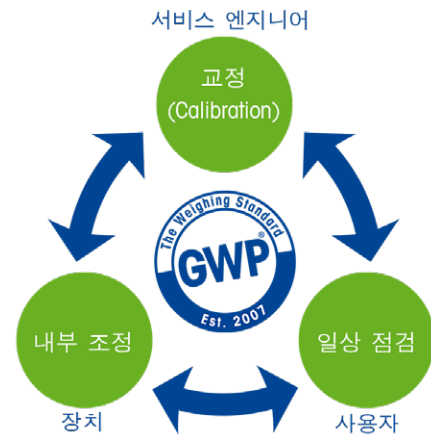 서비스 엔지니어
교정
(Calibration)
The Weighing Standard
GWP®
Est. 2007
내부 조정
일상 점검
장치
사용자